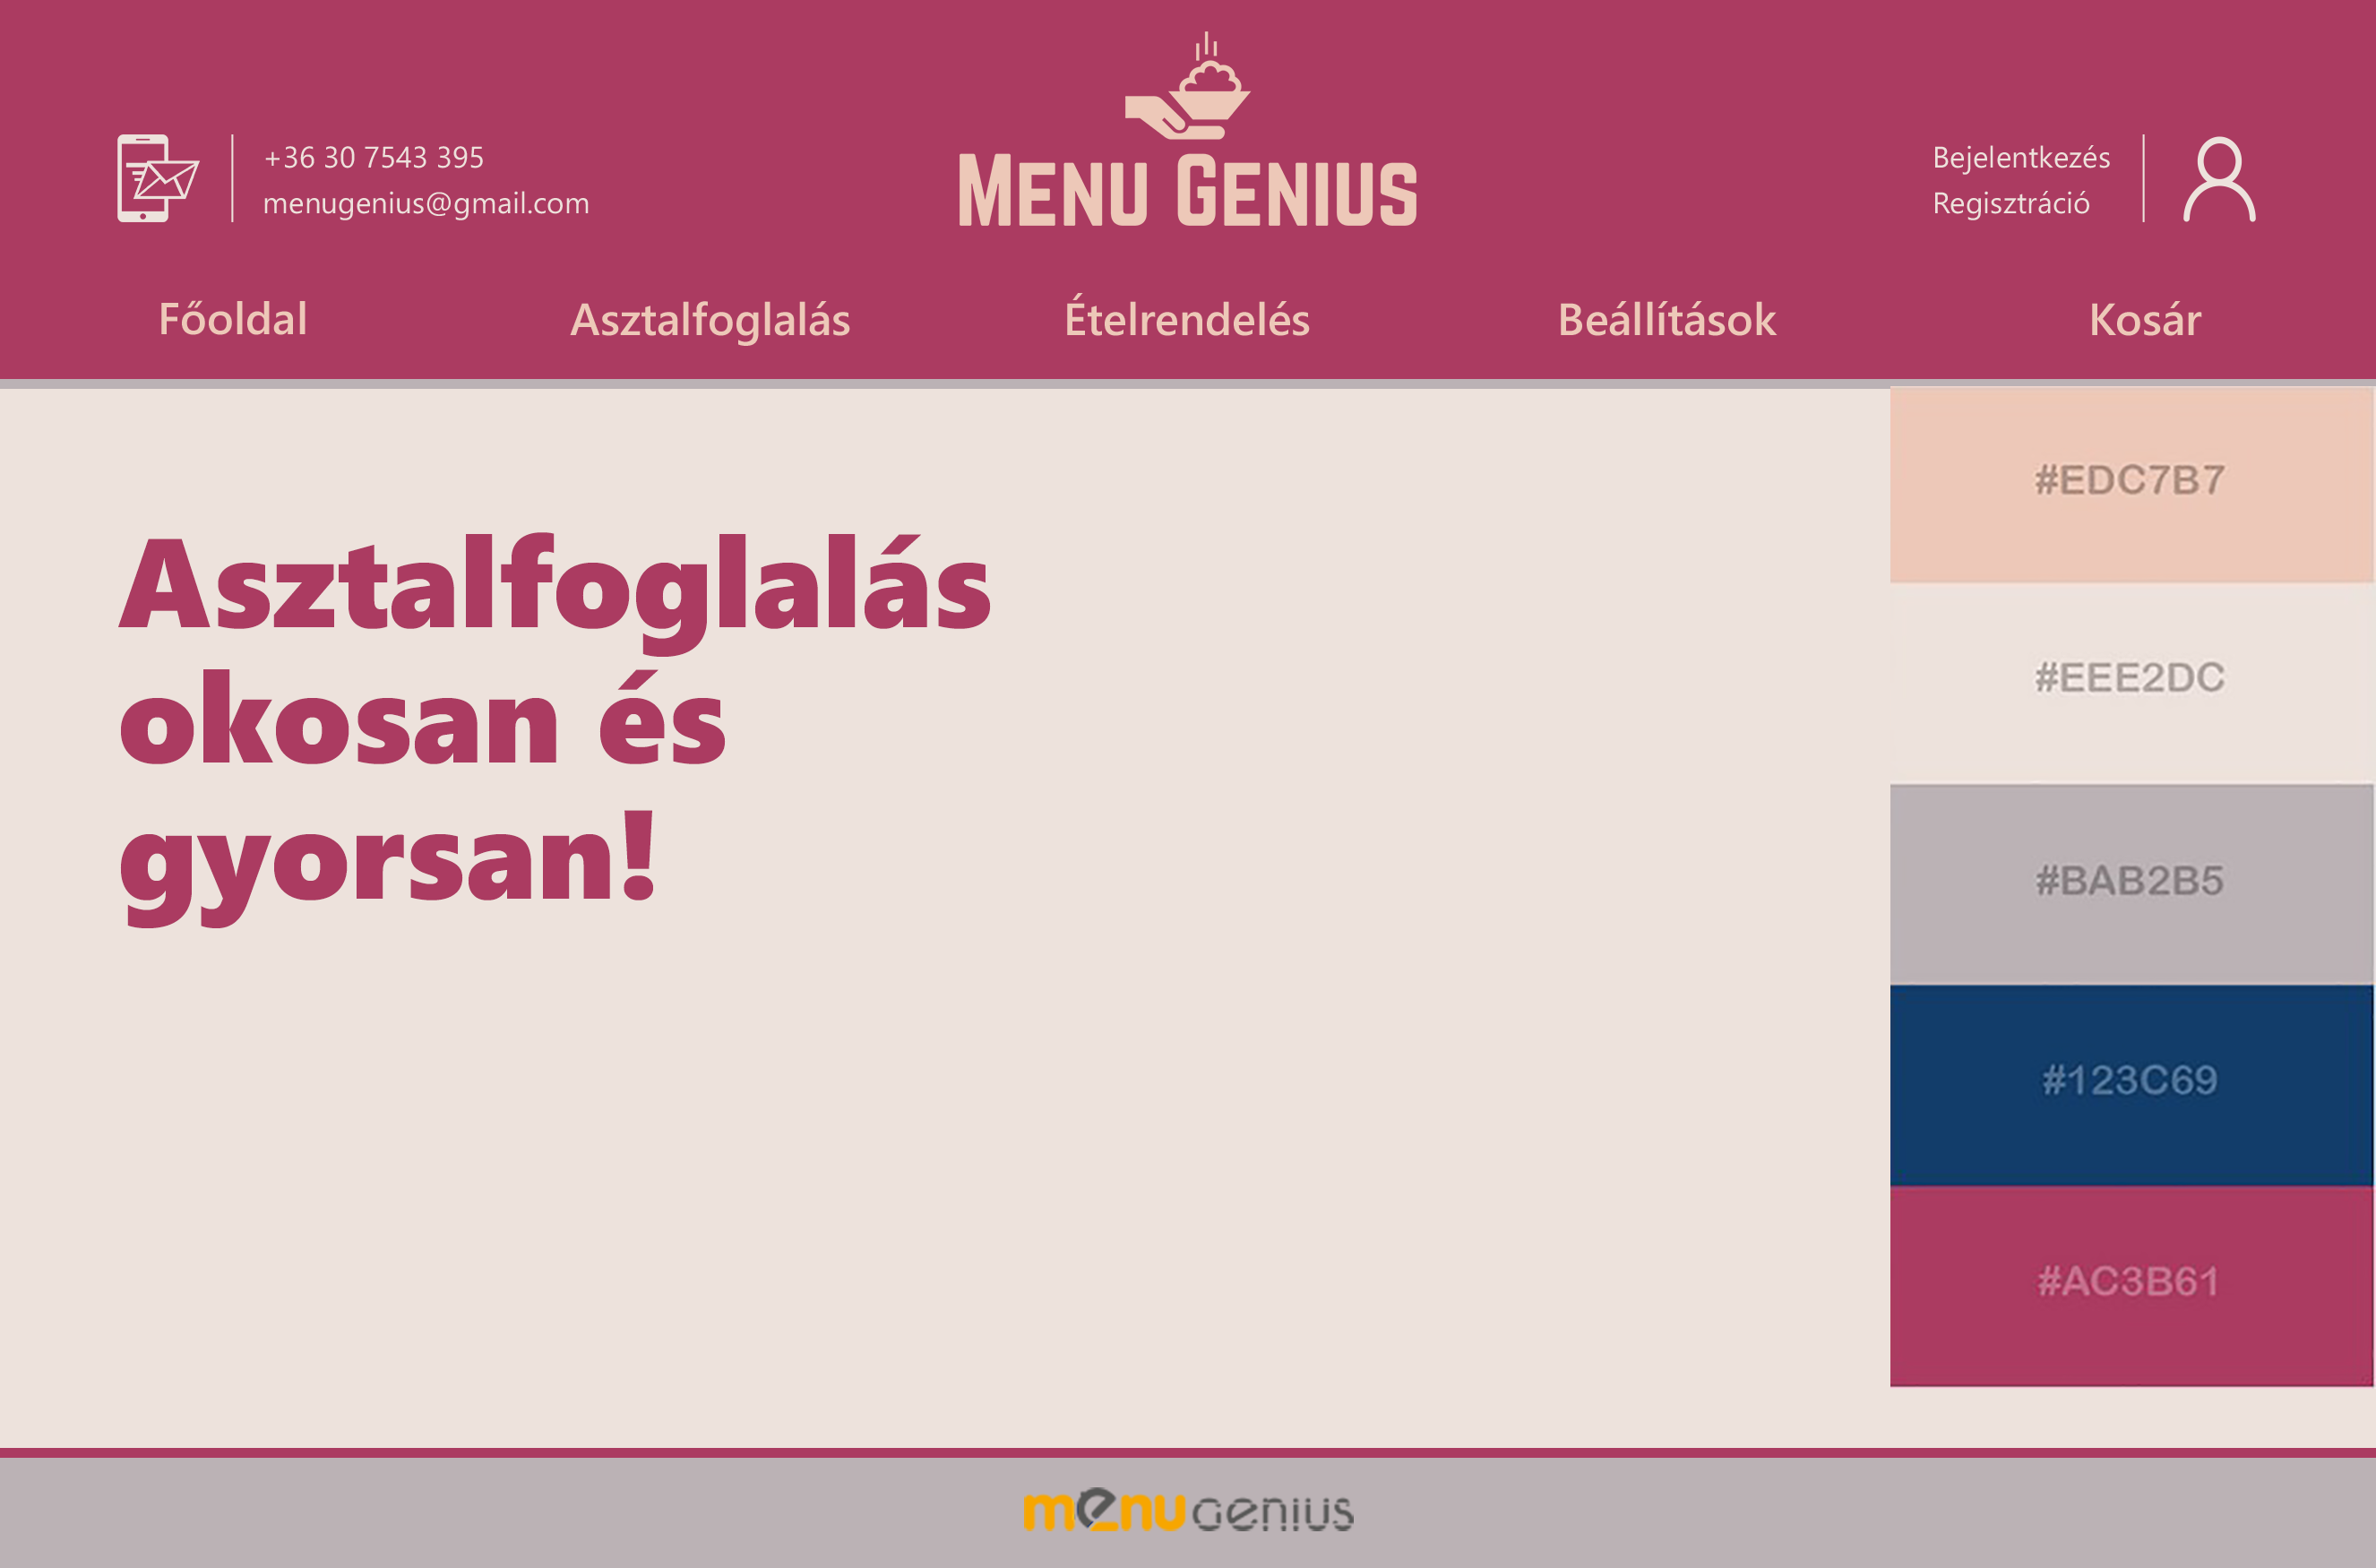 +36 30 7543 395
menugenius@gmail.com
MENU GENIUS
Bejelentkezés
Regisztráció
Főoldal
Asztalfoglalás
Ételrendelés
Beállítások
Kosár
Asztalfoglalás
okosan és
gyorsan!
#EDC7B7
#EEE2DC
#BAB2B5
#123C69
#AC3B61
menugenius